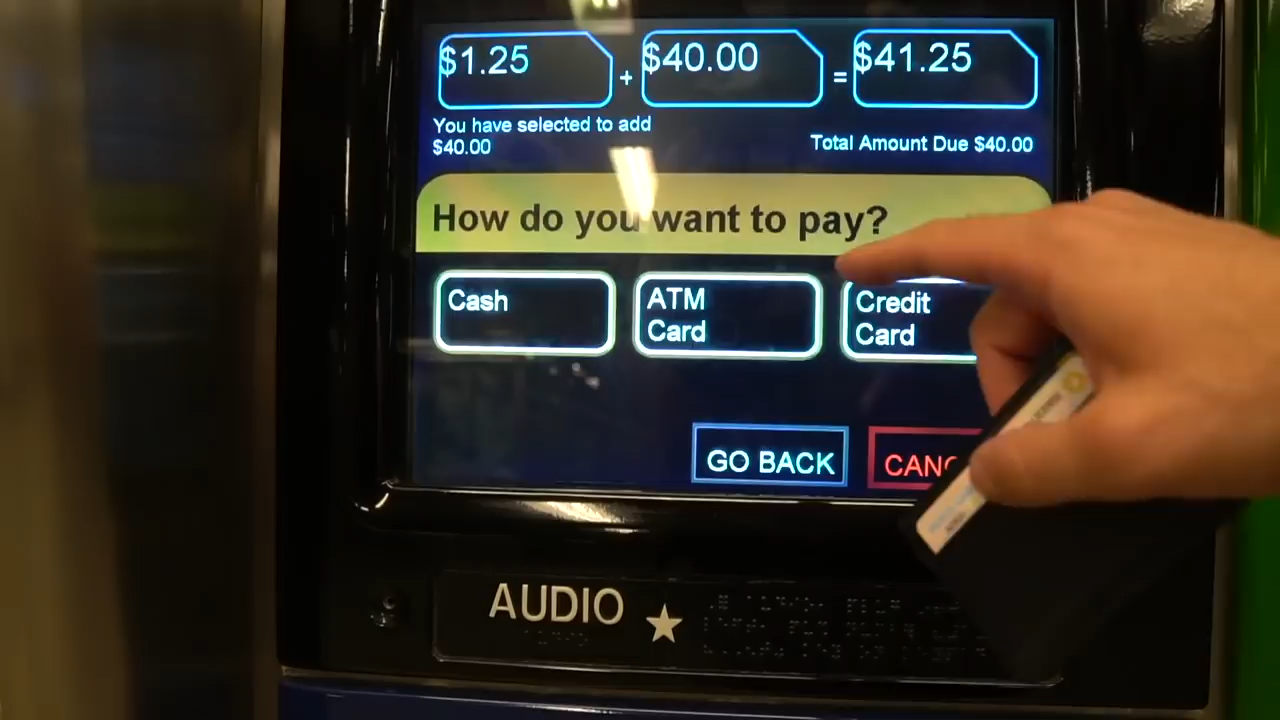 $1.25 + $40.00 = $41.25
You have selected to add
$40.00
Total Amount Due $40.00
How do you want to pay?
Cash
ATM
Card
Credit
Card
GO BACK
CANC
AUDIO